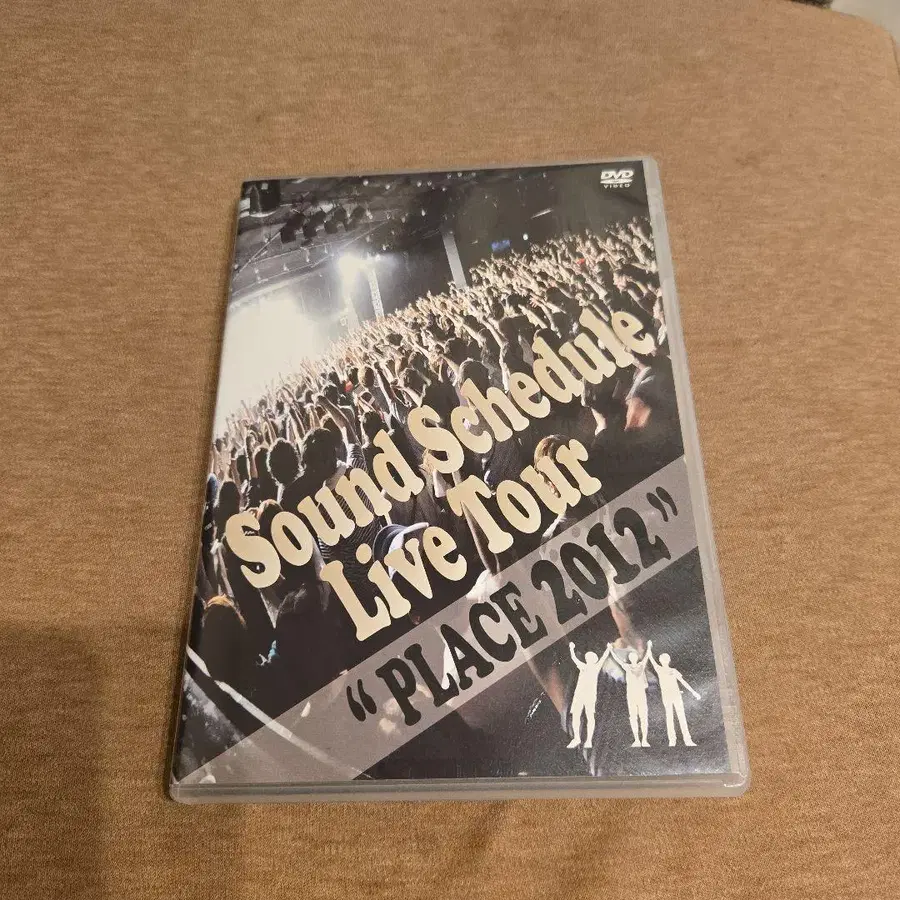 DVD
VIDEO
Sound Schedule
Live Tour
“PLACE 2012”